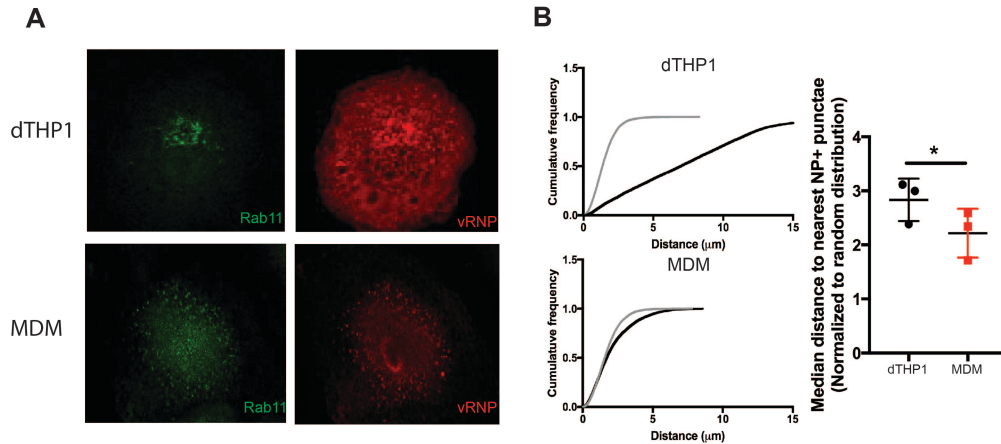 A
dTHP1
Rab11
vRNP
MDM
Rab11
vRNP
B
dTHP1
Cumulative frequency
1.5
1.0
0.5
0.0
0
5
10
15
Distance (μm)
MDM
Cumulative frequency
1.5
1.0
0.5
0.0
0
5
10
15
Distance (μm)
Median distance to nearest NP+ punctae
(Normalized to random distribution)
4
3
2
1
0
*
dTHP1
MDM